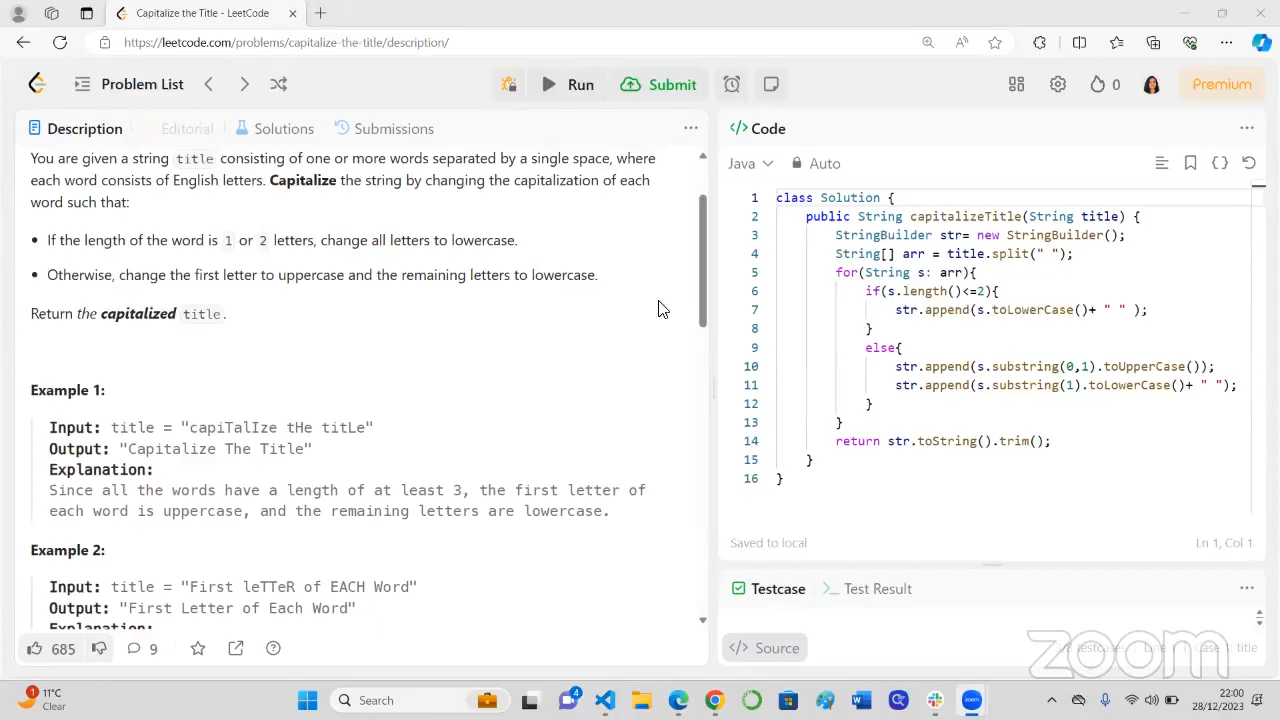 Capitalize the Title - LeetCode
https://leetcode.com/problems/capitalize-the-title/description/
Problem List
Run
Submit
0
Premium
Description
Editorial
Solutions
Submissions
You are given a string title consisting of one or more words separated by a single space, where
each word consists of English letters. Capitalize the string by changing the capitalization of each
word such that:
If the length of the word is 1 or 2 letters, change all letters to lowercase.
Otherwise, change the first letter to uppercase and the remaining letters to lowercase.
Return the capitalized title.
Example 1:
Input: title = "capiTalIze tHe titLe"
Output: "Capitalize The Title"
Explanation:
Since all the words have a length of at least 3, the first letter of
each word is uppercase, and the remaining letters are lowercase.
Example 2:
Input: title = "First leTTeR of EACH Word"
Output: "First Letter of Each Word"
Explanation:
685
9
</> Code
Java
Auto
1 class Solution {
2 public String capitalizeTitle(String title) {
3 StringBuilder str= new StringBuilder();
4 String[] arr = title.split(" ");
5 for(String s: arr){
6 if(s.length()<=2){
7 str.append(s.toLowerCase()+ " " );
8 }
9 else{
10 str.append(s.substring(0,1).toUpperCase());
11 str.append(s.substring(1).toLowerCase()+ " ");
12 }
13 }
14 return str.toString().trim();
15 }
16 }
Saved to local
Ln 1, Col 1
Testcase
Test Result
</> Source
Case 1: title
zoom
1
11°C
Clear
Search
4
zoom
22:00
28/12/2023